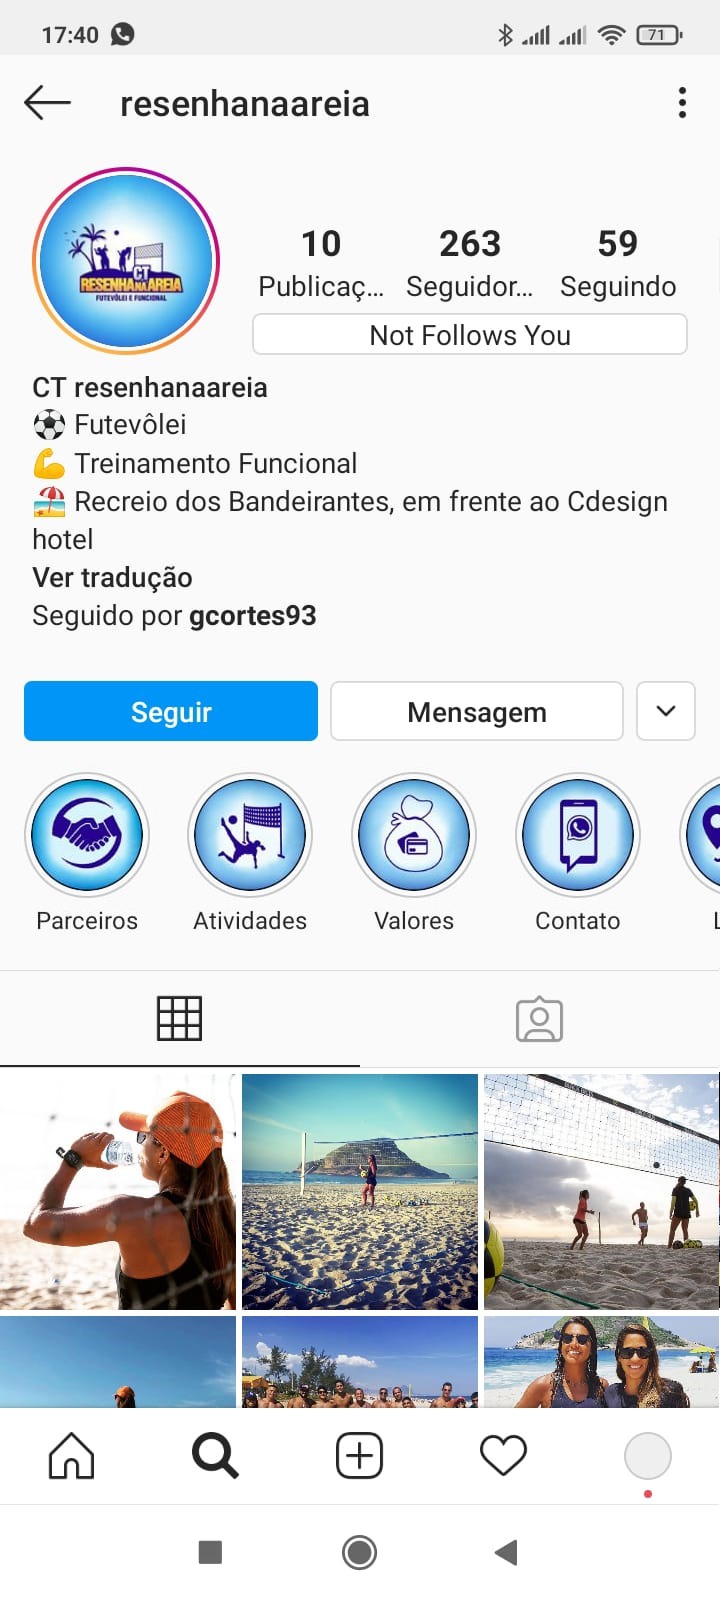 17:40
71
resenhanaareia
CT
RESENHA NA AREIA
FUTEVÔLEI E FUNCIONAL
10 263 59
Publicaç... Seguidor... Seguindo
Not Follows You
CT resenhanaareia
⚽ Futevôlei
💪 Treinamento Funcional
🏖️ Recreio dos Bandeirantes, em frente ao Cdesign
hotel
Ver tradução
Seguido por gcortes93
Seguir Mensagem
Parceiros Atividades Valores Contato L